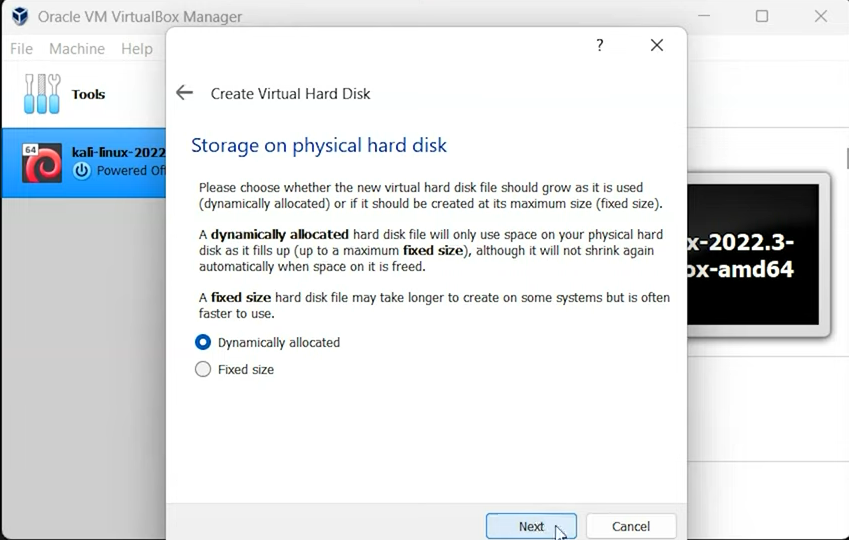 Oracle VM VirtualBox Manager
File Machine Help
?
Tools
Create Virtual Hard Disk
Storage on physical hard disk
64
kali-linux-2022
Powered Off
Please choose whether the new virtual hard disk file should grow as it is used
(dynamically allocated) or if it should be created at its maximum size (fixed size).
A dynamically allocated hard disk file will only use space on your physical hard
disk as it fills up (up to a maximum fixed size), although it will not shrink again
automatically when space on it is freed.
x-2022.3-
ox-amd64
A fixed size hard disk file may take longer to create on some systems but is often
faster to use.
Dynamically allocated
Fixed size
Next
Cancel